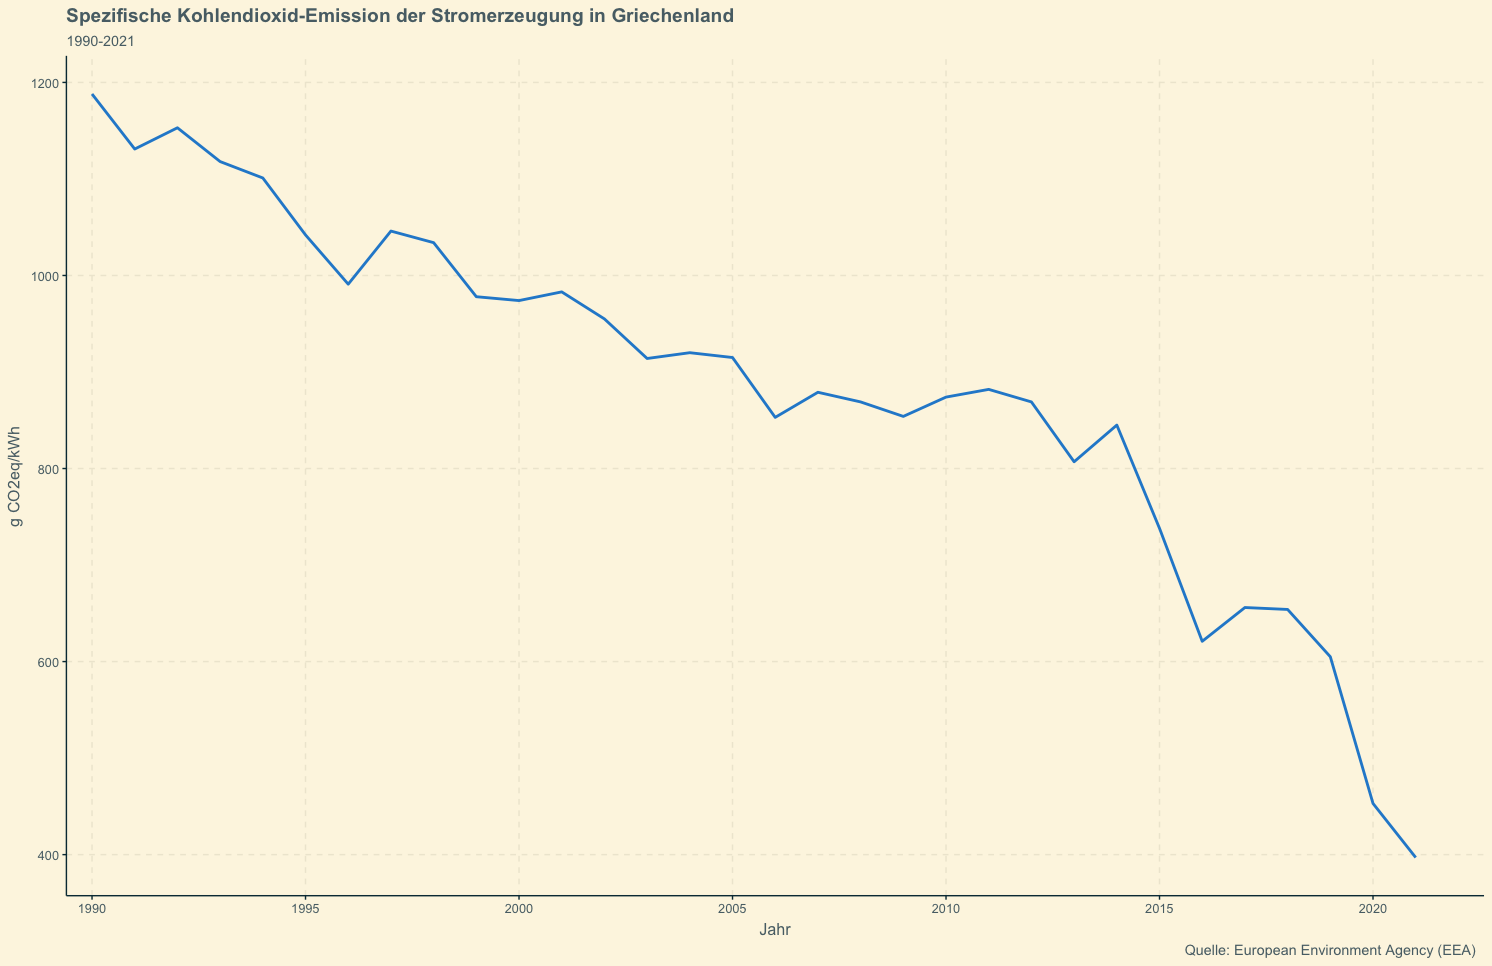 Spezifische Kohlendioxid-Emission der Stromerzeugung in Griechenland
1990-2021
g CO2eq/kWh
1200
1000
800
600
400
1990 1995 2000 2005 2010 2015 2020
Jahr
Quelle: European Environment Agency (EEA)